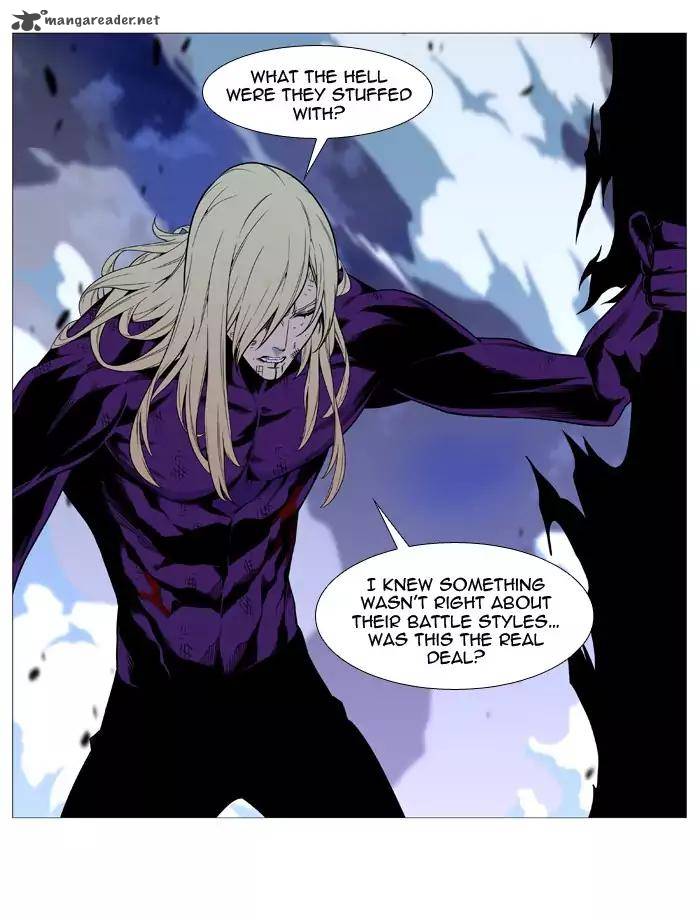 mangareader.net
WHAT THE HELL
WERE THEY STUFFED
WITH?
I KNEW SOMETHING
WASN'T RIGHT ABOUT
THEIR BATTLE STYLES...
WAS THIS THE REAL
DEAL?